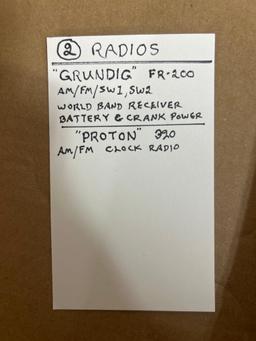 ② RADIOS
"GRUNDIG" FR-200
AM/FM/SW1, SW2
WORLD BAND RECEIVER
BATTERY & CRANK POWER
"PROTON" 320
AM/FM CLOCK RADIO